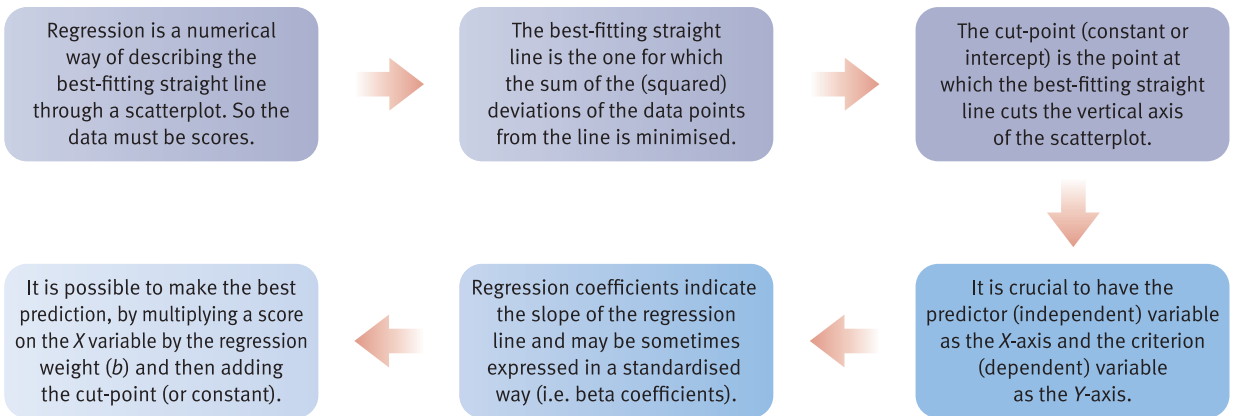 Regression is a numerical
way of describing the
best-fitting straight line
through a scatterplot. So the
data must be scores.
The best-fitting straight
line is the one for which
the sum of the (squared)
deviations of the data points
from the line is minimised.
The cut-point (constant or
intercept) is the point at
which the best-fitting straight
line cuts the vertical axis
of the scatterplot.
It is crucial to have the
predictor (independent) variable
as the X-axis and the criterion
(dependent) variable
as the Y-axis.
Regression coefficients indicate
the slope of the regression
line and may be sometimes
expressed in a standardised
way (i.e. beta coefficients).
It is possible to make the best
prediction, by multiplying a score
on the X variable by the regression
weight (b) and then adding
the cut-point (or constant).